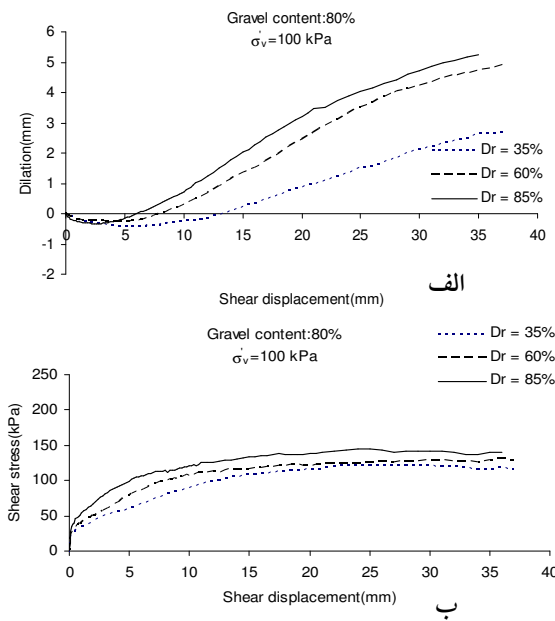 Gravel content:80%
σ'v=100 kPa
6
5
4
3
2
1
0
-1
-2
Dilation(mm)
0 5 10 15 20 25 30 35 40
Dr = 35%
Dr = 60%
Dr = 85%
Shear displacement(mm)
الف
Gravel content:80%
σ'v=100 kPa
Dr = 35%
Dr = 60%
Dr = 85%
250
200
150
100
50
0
Shear stress(kPa)
0 5 10 15 20 25 30 35 40
Shear displacement(mm)
ب